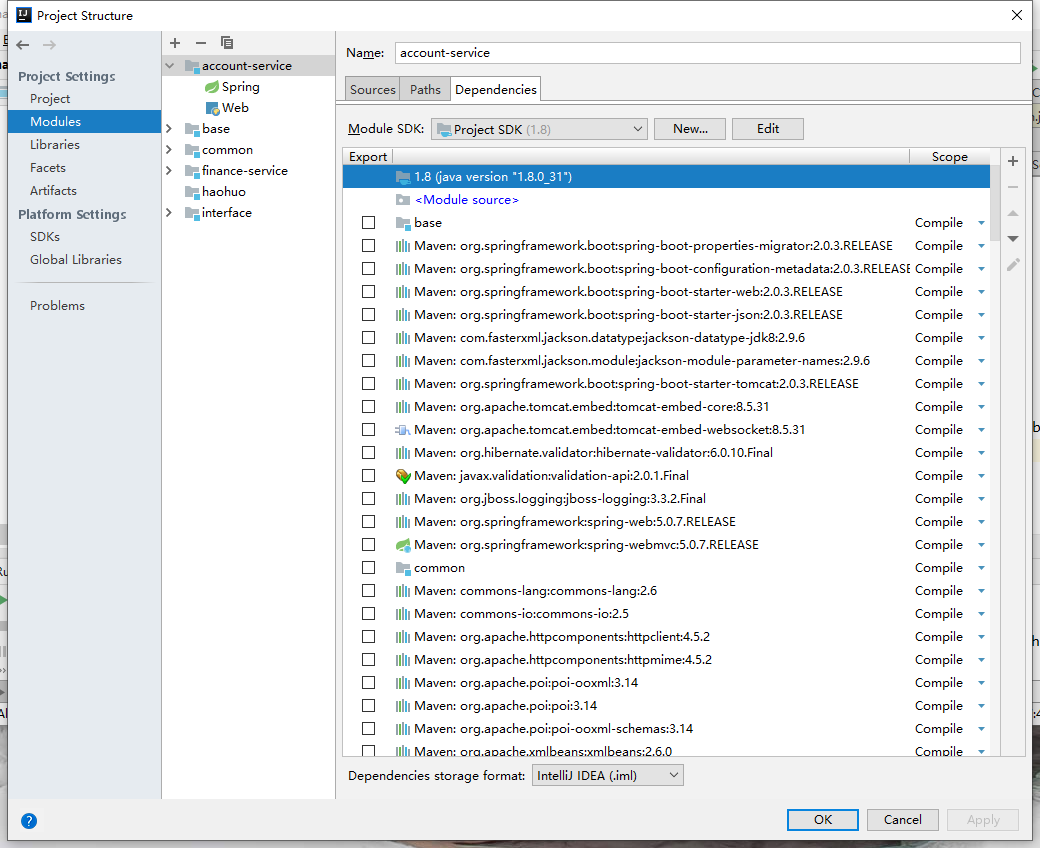 Project Structure
Project Settings
Project
Modules
Libraries
Facets
Artifacts
Platform Settings
SDKs
Global Libraries
Problems
account-service
Spring
Web
base
common
finance-service
haohuo
interface
Name: account-service
Sources Paths Dependencies
Module SDK: Project SDK (1.8) New... Edit
Export Scope
1.8 (java version "1.8.0_31")
<Module source>
base Compile
Maven: org.springframework.boot:spring-boot-properties-migrator:2.0.3.RELEASE Compile
Maven: org.springframework.boot:spring-boot-configuration-metadata:2.0.3.RELEASE Compile
Maven: org.springframework.boot:spring-boot-starter-web:2.0.3.RELEASE Compile
Maven: org.springframework.boot:spring-boot-starter-json:2.0.3.RELEASE Compile
Maven: com.fasterxml.jackson.datatype:jackson-datatype-jdk8:2.9.6 Compile
Maven: com.fasterxml.jackson.module:jackson-module-parameter-names:2.9.6 Compile
Maven: org.springframework.boot:spring-boot-starter-tomcat:2.0.3.RELEASE Compile
Maven: org.apache.tomcat.embed:tomcat-embed-core:8.5.31 Compile
Maven: org.apache.tomcat.embed:tomcat-embed-websocket:8.5.31 Compile
Maven: org.hibernate.validator:hibernate-validator:6.0.10.Final Compile
Maven: javax.validation:validation-api:2.0.1.Final Compile
Maven: org.jboss.logging:jboss-logging:3.3.2.Final Compile
Maven: org.springframework:spring-web:5.0.7.RELEASE Compile
Maven: org.springframework:spring-webmvc:5.0.7.RELEASE Compile
common Compile
Maven: commons-lang:commons-lang:2.6 Compile
Maven: commons-io:commons-io:2.5 Compile
Maven: org.apache.httpcomponents:httpclient:4.5.2 Compile
Maven: org.apache.httpcomponents:httpmime:4.5.2 Compile
Maven: org.apache.poi:poi-ooxml:3.14 Compile
Maven: org.apache.poi:poi:3.14 Compile
Maven: org.apache.poi:poi-ooxml-schemas:3.14 Compile
Maven: org.apache.xmlbeans:xmlbeans:2.6.0 Compile
Dependencies storage format: IntelliJ IDEA (.iml)
OK Cancel Apply